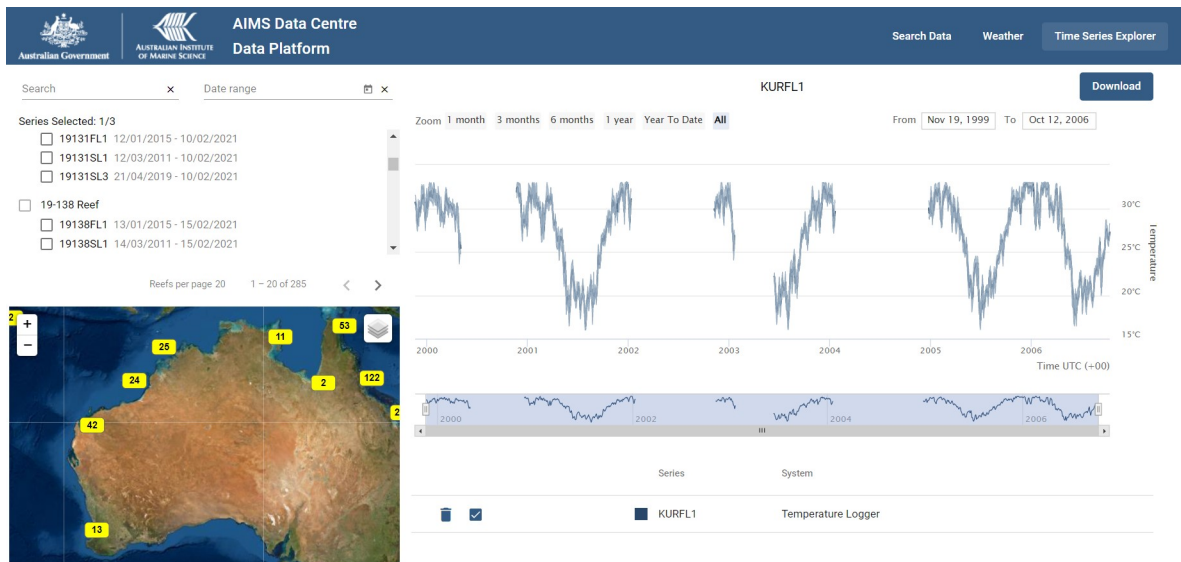 Australian Government
AUSTRALIAN INSTITUTE
OF MARINE SCIENCE
AIMS Data Centre
Data Platform
Search Data
Weather
Time Series Explorer
Search
Date range
Series Selected: 1/3
19131FL1 12/01/2015 - 10/02/2021
19131SL1 12/03/2011 - 10/02/2021
19131SL3 21/04/2019 - 10/02/2021
19-138 Reef
19138FL1 13/01/2015 - 15/02/2021
19138SL1 14/03/2011 - 15/02/2021
Reefs per page 20 1 – 20 of 285
2
+
−
53
11
25
24
2
122
2
42
13
KURFL1
Download
Zoom 1 month 3 months 6 months 1 year Year To Date All
From Nov 19, 1999 To Oct 12, 2006
30°C
25°C
20°C
15°C
Temperature
2000 2001 2002 2003 2004 2005 2006
Time UTC (+00)
2000 2002 2004 2006
Series System
KURFL1 Temperature Logger